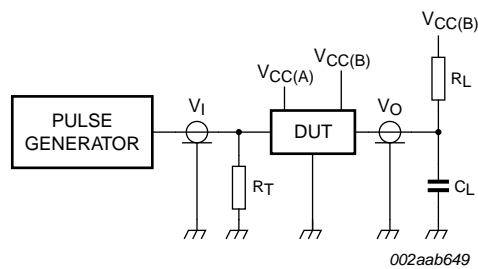 VCC(B)
VCC(A)
VCC(B)
RL
PULSE
GENERATOR
VI
DUT
VO
RT
CL
002aab649